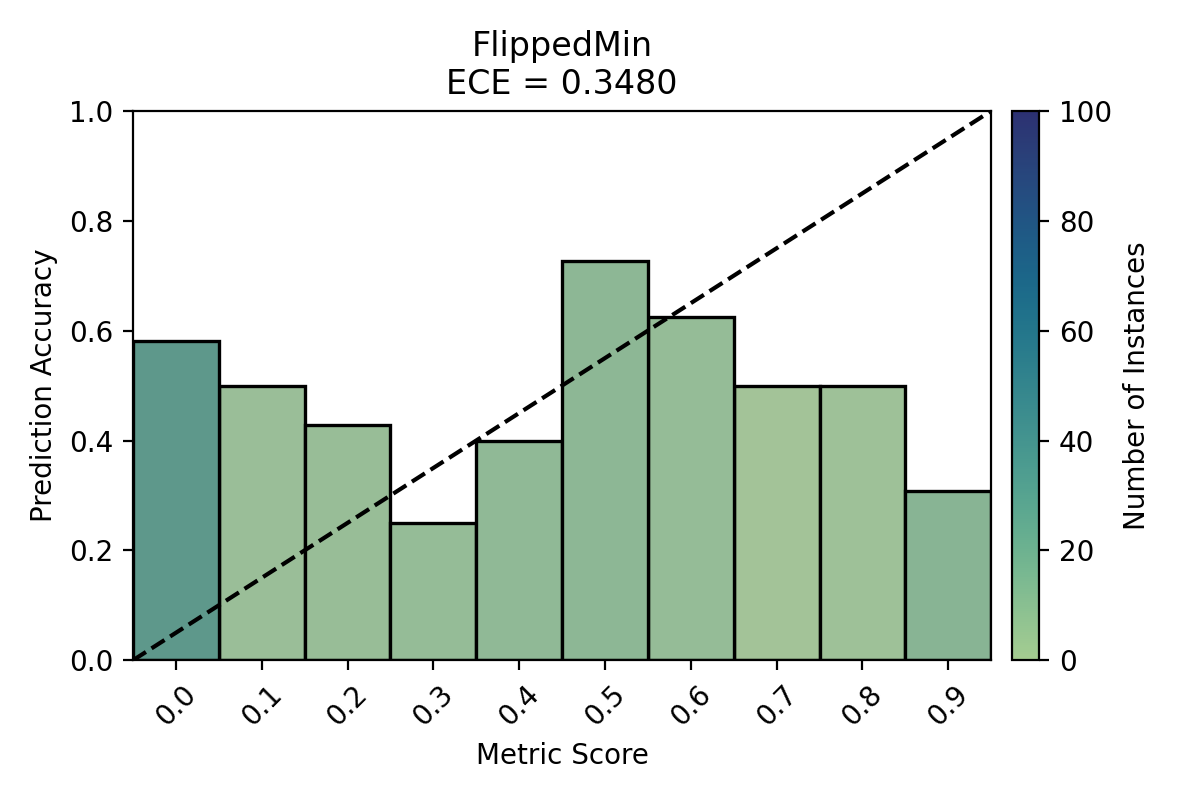 FlippedMin
ECE = 0.3480
Prediction Accuracy
1.0
0.8
0.6
0.4
0.2
0.0
0.0 0.1 0.2 0.3 0.4 0.5 0.6 0.7 0.8 0.9
Metric Score
100
80
60
40
20
0
Number of Instances